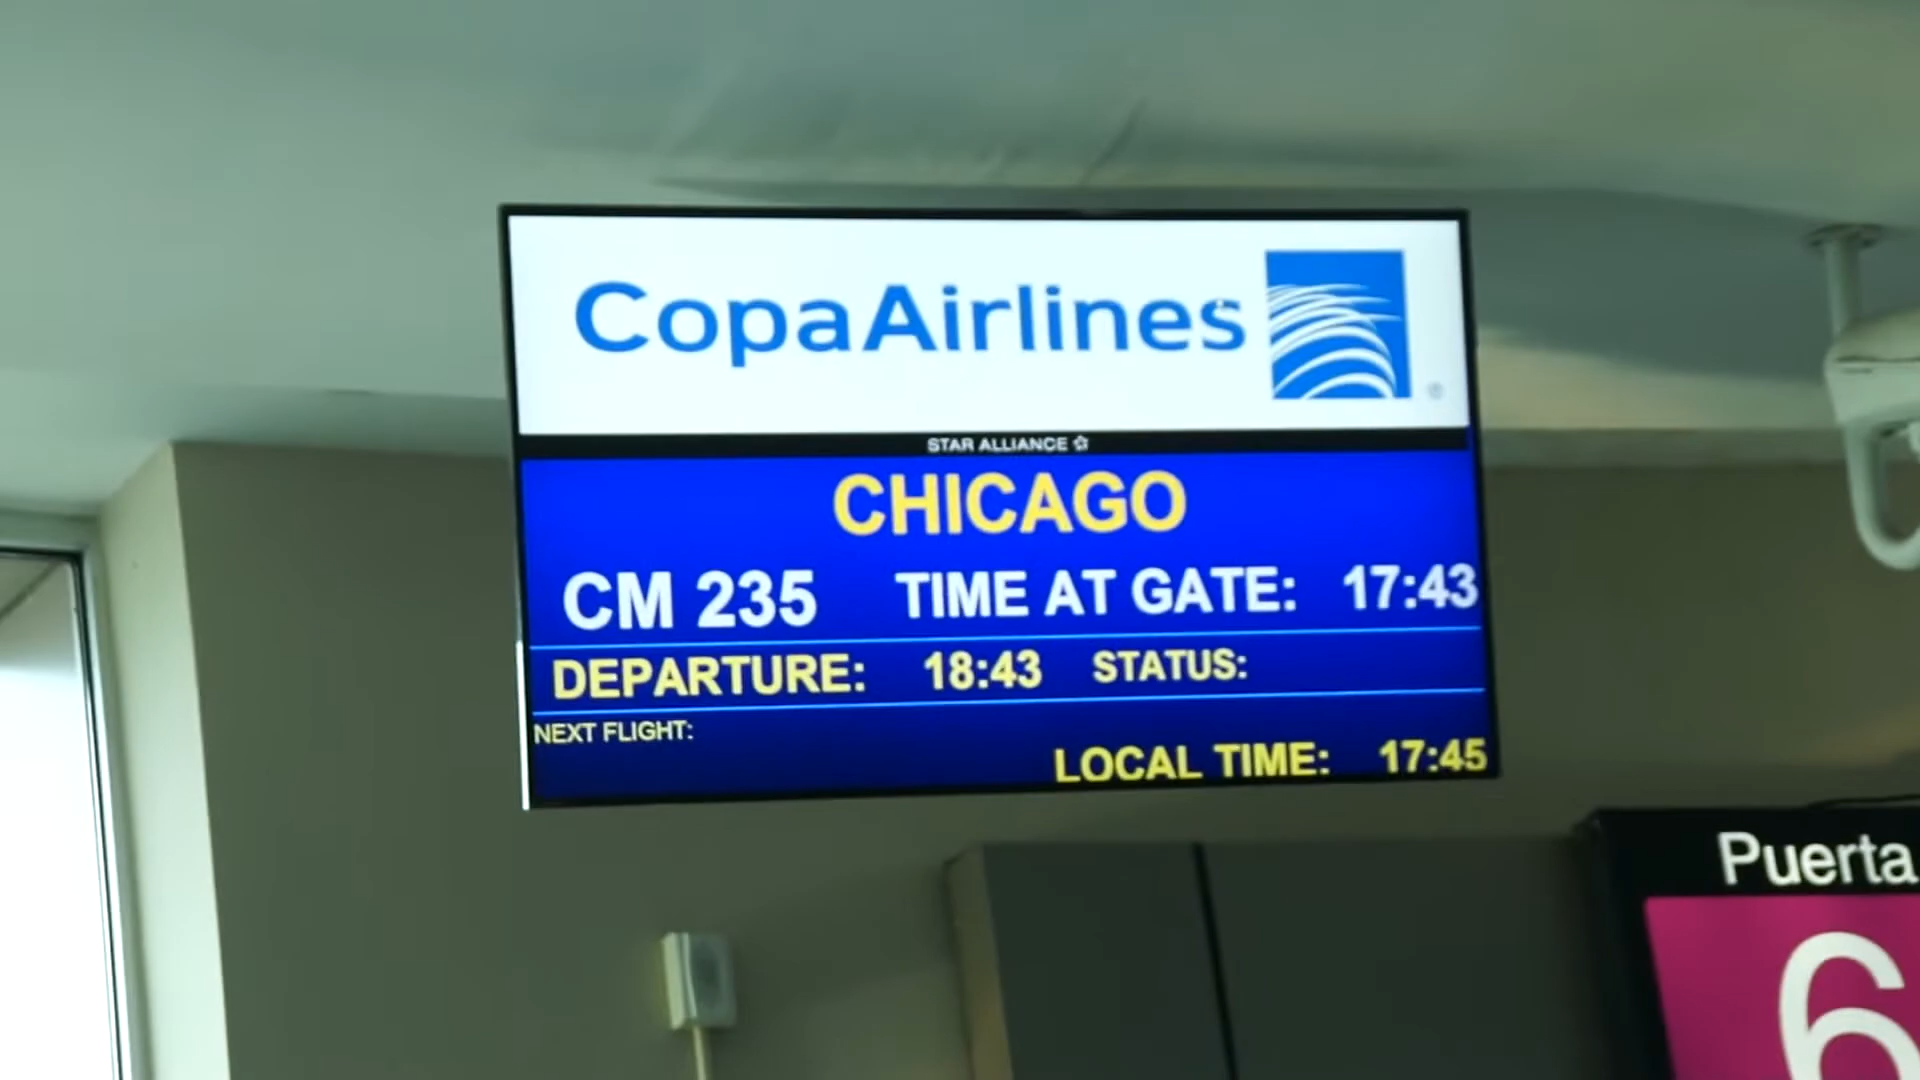 CopaAirlines
®
STAR ALLIANCE
CHICAGO
CM 235 TIME AT GATE: 17:43
DEPARTURE: 18:43 STATUS:
NEXT FLIGHT:
LOCAL TIME: 17:45
Puerta
6